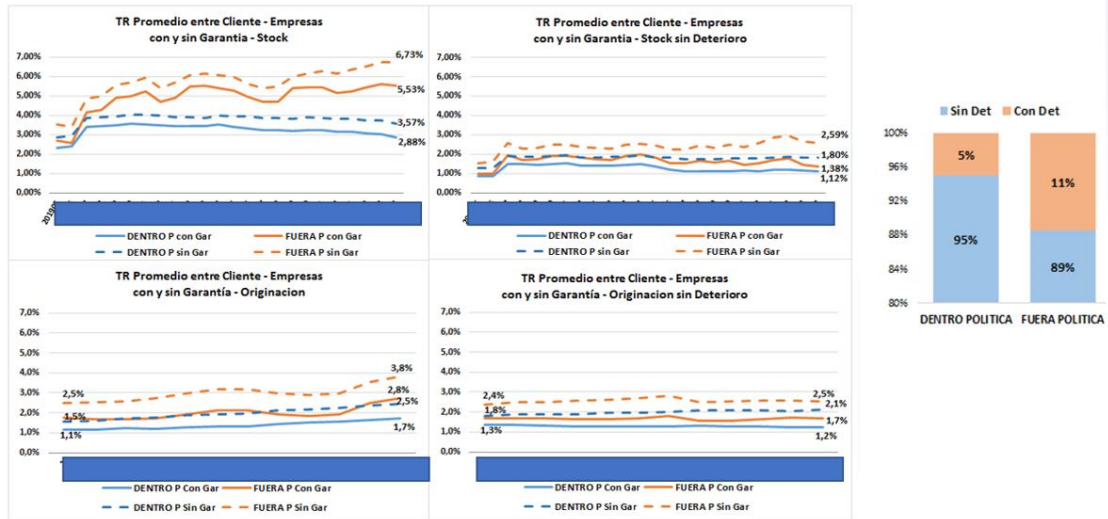 TR Promedio entre Cliente - Empresas
con y sin Garantia - Stock
7,00%
6,00%
5,00%
4,00%
3,00%
2,00%
1,00%
0,00%
6,73%
5,53%
3,57%
2,88%
DENTRO P con Gar
FUERA P con Gar
DENTRO P sin Gar
FUERA P sin Gar
TR Promedio entre Cliente - Empresas
con y sin Garantia - Stock sin Deterioro
7,00%
6,00%
5,00%
4,00%
3,00%
2,00%
1,00%
0,00%
2,59%
1,80%
1,38%
1,12%
DENTRO P con Gar
FUERA P con Gar
DENTRO P sin Gar
FUERA P sin Gar
TR Promedio entre Cliente - Empresas
con y sin Garantía - Originacion
7,0%
6,0%
5,0%
4,0%
3,0%
2,0%
1,0%
0,0%
2,5%
1,5%
1,1%
3,8%
2,8%
2,5%
1,7%
DENTRO P Con Gar
FUERA P Con Gar
DENTRO P Sin Gar
FUERA P Sin Gar
TR Promedio entre Cliente - Empresas
con y sin Garantía - Originacion sin Deterioro
7,0%
6,0%
5,0%
4,0%
3,0%
2,0%
1,0%
0,0%
2,4%
1,8%
1,3%
2,5%
2,1%
1,7%
1,2%
DENTRO P Con Gar
FUERA P Con Gar
DENTRO P Sin Gar
FUERA P Sin Gar
Sin Det Con Det
100%
96%
92%
88%
84%
80%
5%
95%
11%
89%
DENTRO POLITICA FUERA POLITICA